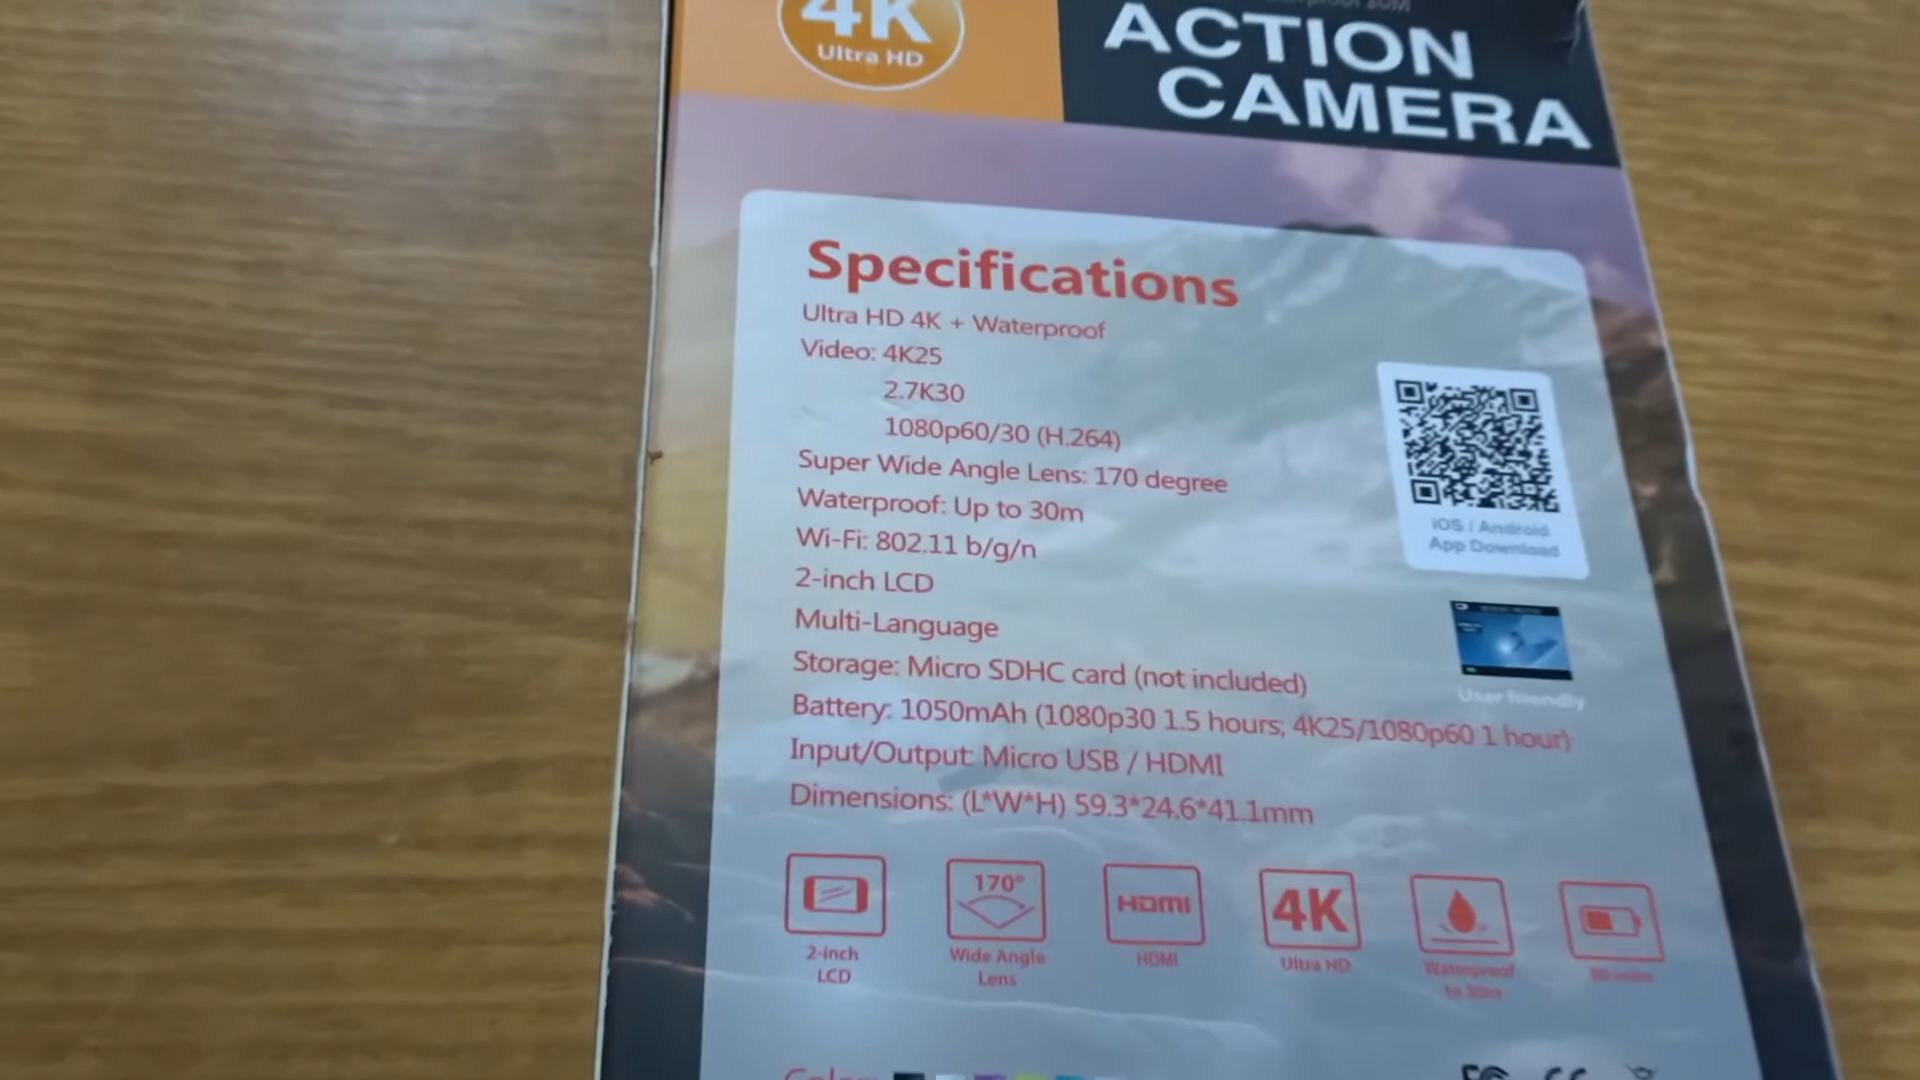 4K
Ultra HD
ACTION
CAMERA
Specifications
Ultra HD 4K + Waterproof
Video: 4K25
2.7K30
1080p60/30 (H.264)
Super Wide Angle Lens: 170 degree
Waterproof: Up to 30m
Wi-Fi: 802.11 b/g/n
2-inch LCD
Multi-Language
Storage: Micro SDHC card (not included)
Battery: 1050mAh (1080p30 1.5 hours; 4K25/1080p60 1 hour)
Input/Output: Micro USB / HDMI
Dimensions: (L*W*H) 59.3*24.6*41.1mm
iOS / Android
App Download
User friendly
170°
HDMI
4K
2-inch
LCD
Wide Angle
Lens
HDMI
Ultra HD
Waterproof
to 30m
Color: